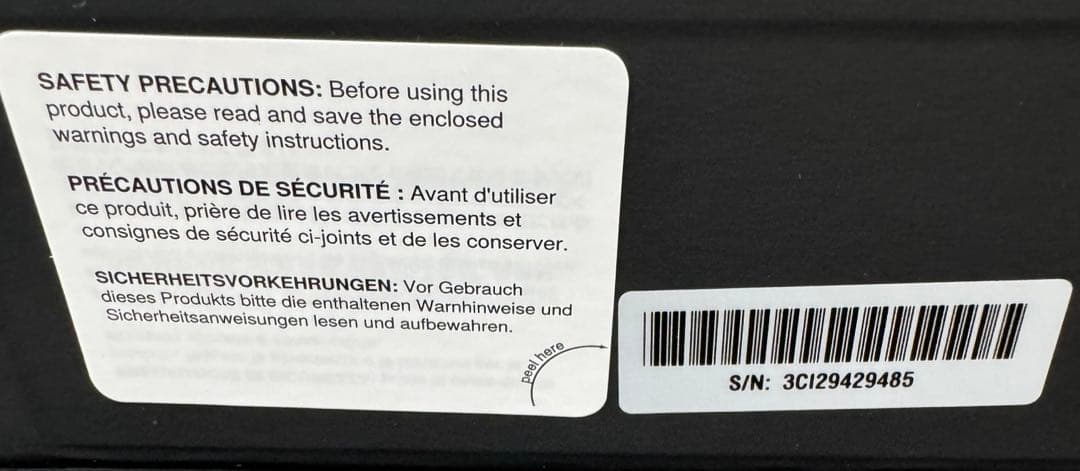 SAFETY PRECAUTIONS: Before using this
product, please read and save the enclosed
warnings and safety instructions.
PRÉCAUTIONS DE SÉCURITÉ : Avant d'utiliser
ce produit, prière de lire les avertissements et
consignes de sécurité ci-joints et de les conserver.
SICHERHEITSVORKEHRUNGEN: Vor Gebrauch
dieses Produkts bitte die enthaltenen Warnhinweise und
Sicherheitsanweisungen lesen und aufbewahren.
peel here
S/N: 3CI29429485